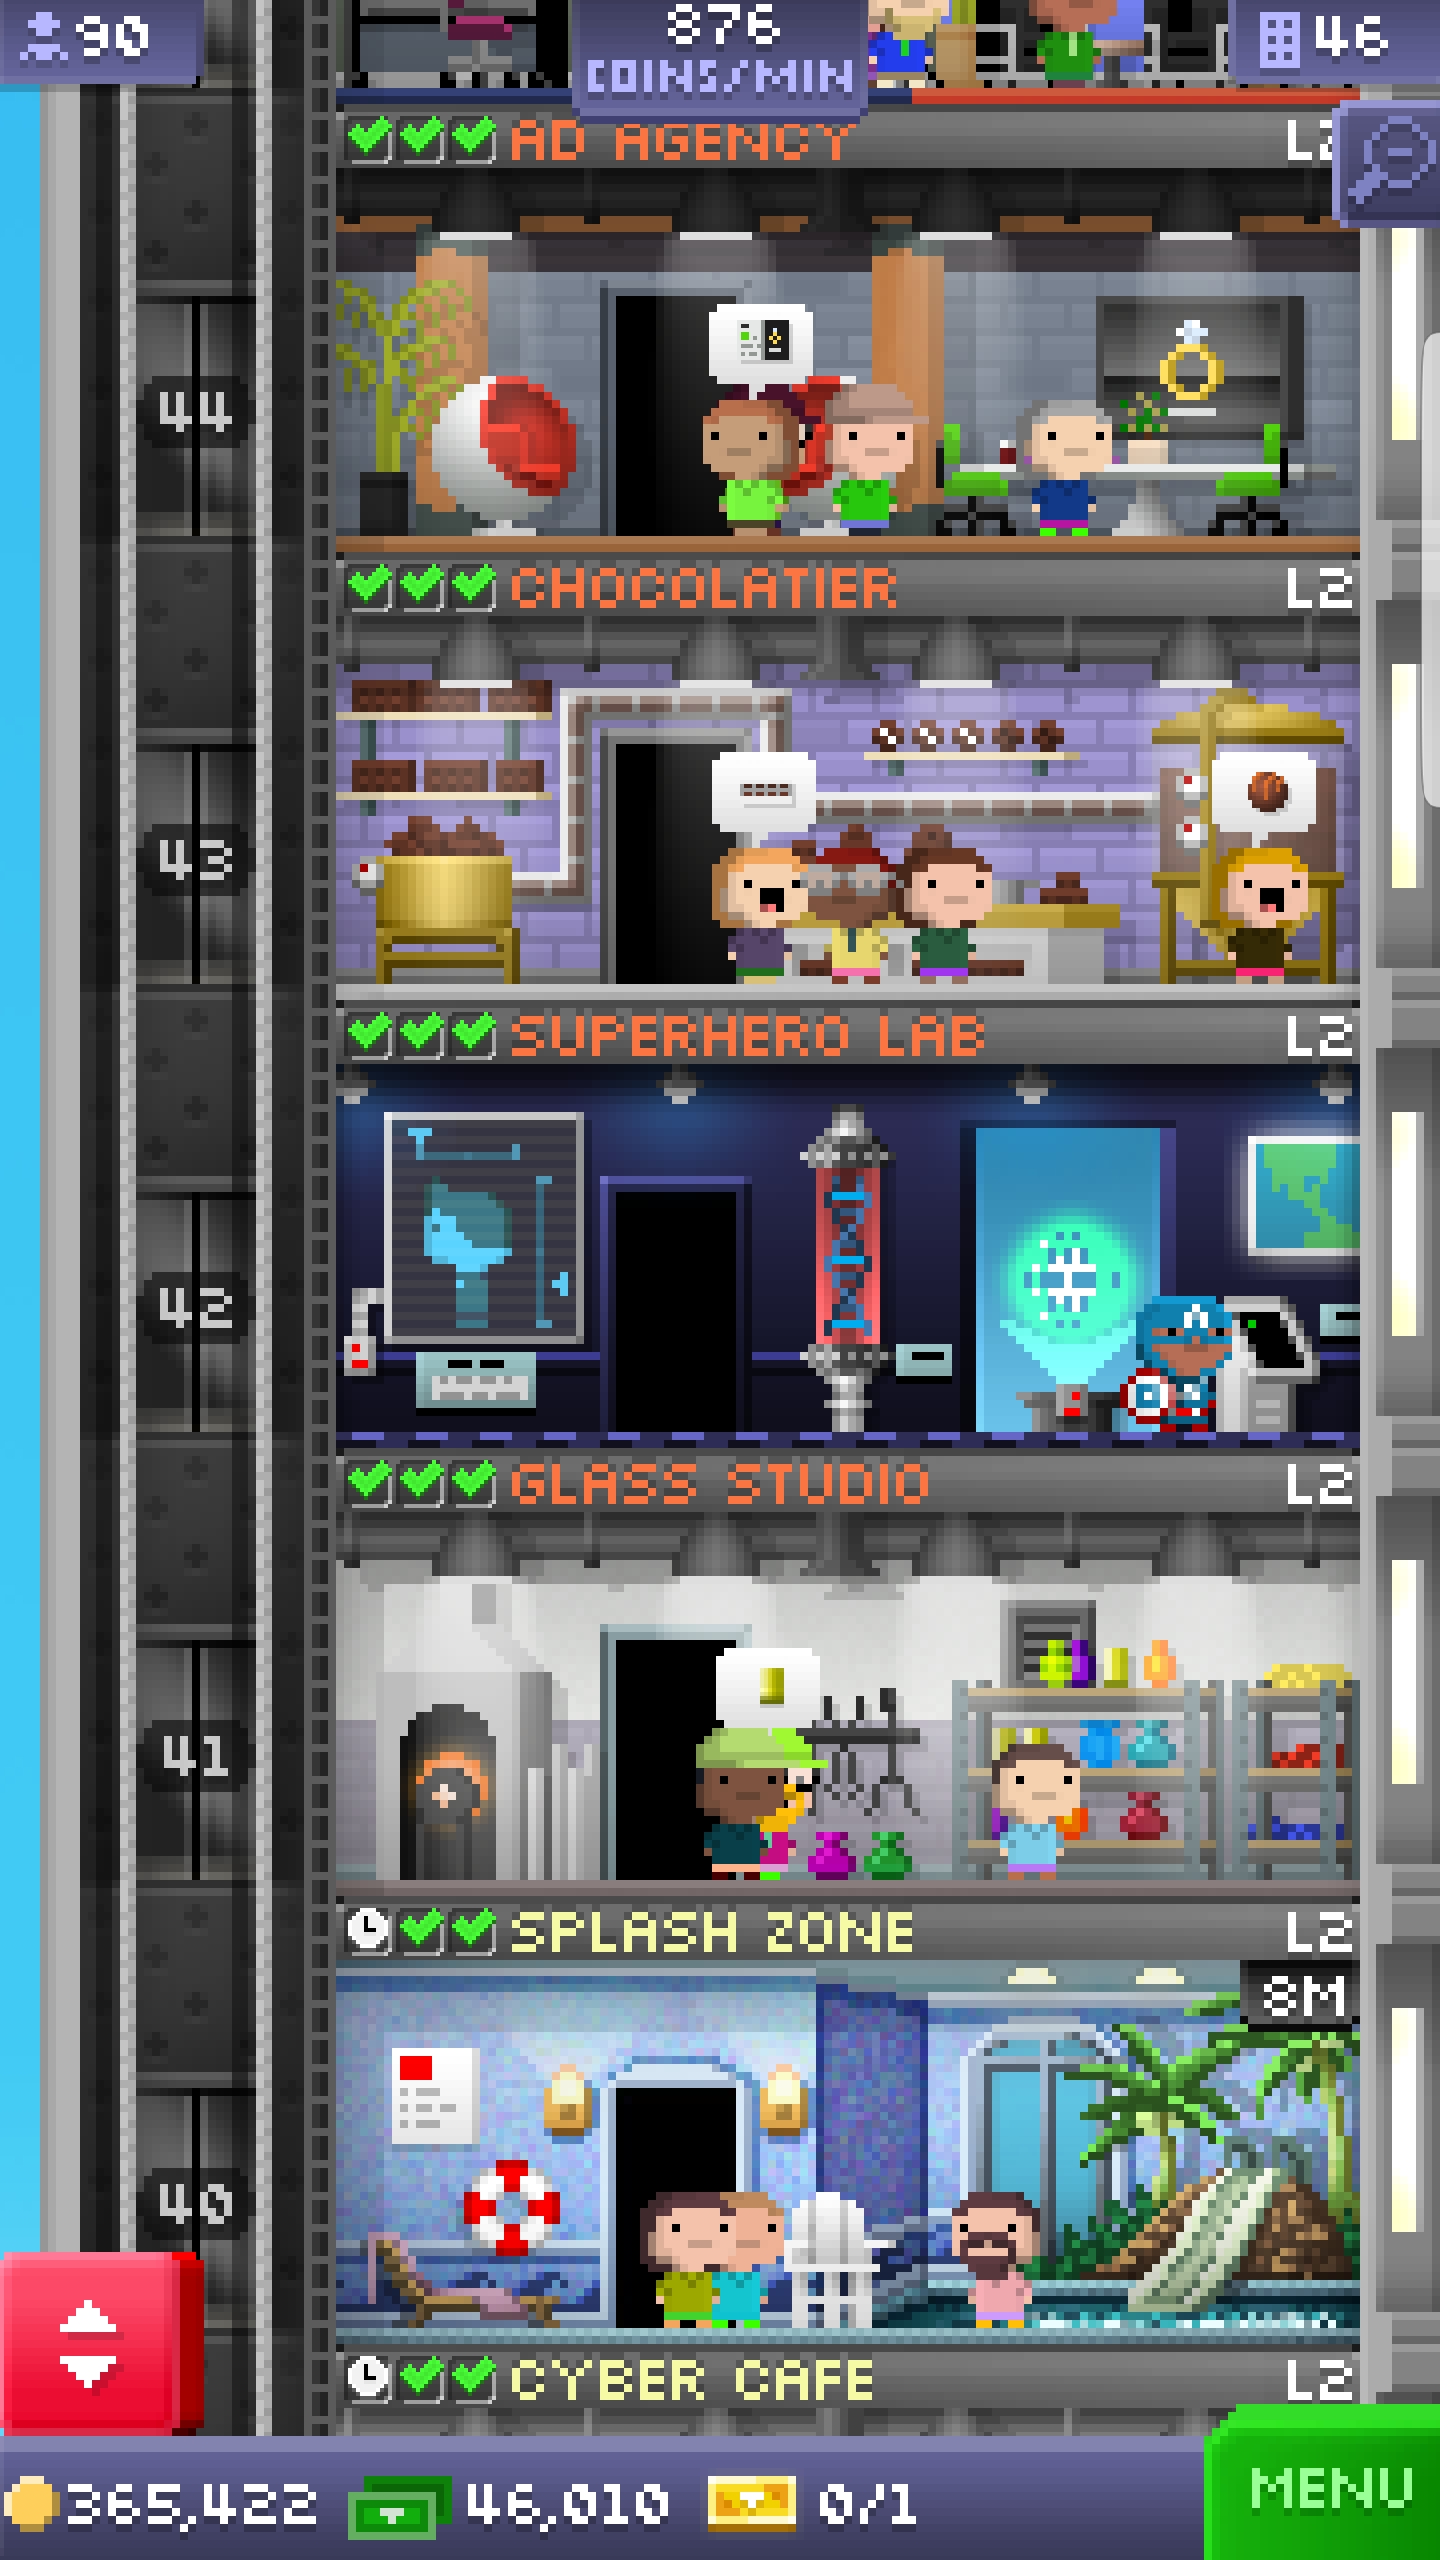 90
876
COINS/MIN
46
AD AGENCY
44
CHOCOLATIER L2
43
SUPERHERO LAB L2
42
GLASS STUDIO L2
41
SPLASH ZONE L2
8M
40
CYBER CAFE L2
365,422 46,010 0/1
MENU